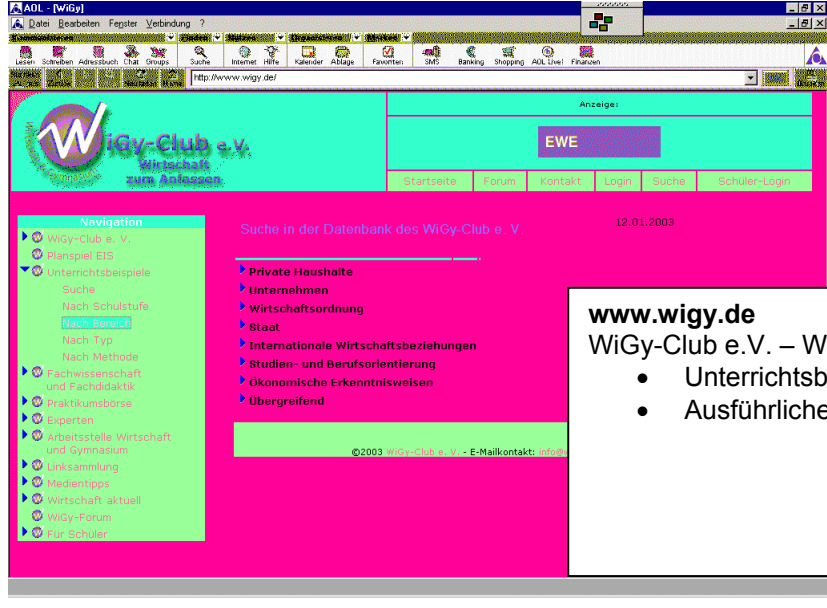 AOL - [WiGy]
Datei Bearbeiten Fenster Verbindung ?
Lesen Schreiben Adressbuch Chat Groups Suche Internet Hilfe Kalender Ablage Favoriten SMS Banking Shopping AOL Live! Finanzen
http://www.wigy.de/
Anzeige:
WiGy-Club e.V.
Wirtschaft
zum Anfassen
EWE
Startseite Forum Kontakt Login Suche Schüler-Login
Navigation
WiGy-Club e. V.
Planspiel EIS
Unterrichtsbeispiele
Suche
Nach Schulstufe
Nach Bereich
Nach Typ
Nach Methode
Fachwissenschaft
und Fachdidaktik
Praktikumsbörse
Experten
Arbeitsstelle Wirtschaft
und Gymnasium
Linksammlung
Medientipps
Wirtschaft aktuell
WiGy-Forum
Für Schüler
Suche in der Datenbank des WiGy-Club e. V.
12.01.2003
Private Haushalte
Unternehmen
Wirtschaftsordnung
Staat
Internationale Wirtschaftsbeziehungen
Studien- und Berufsorientierung
Ökonomische Erkenntnisweisen
Übergreifend
©2003 WiGy-Club e. V. - E-Mailkontakt: info@
www.wigy.de
WiGy-Club e.V. – W
• Unterrichtsb
• Ausführliche